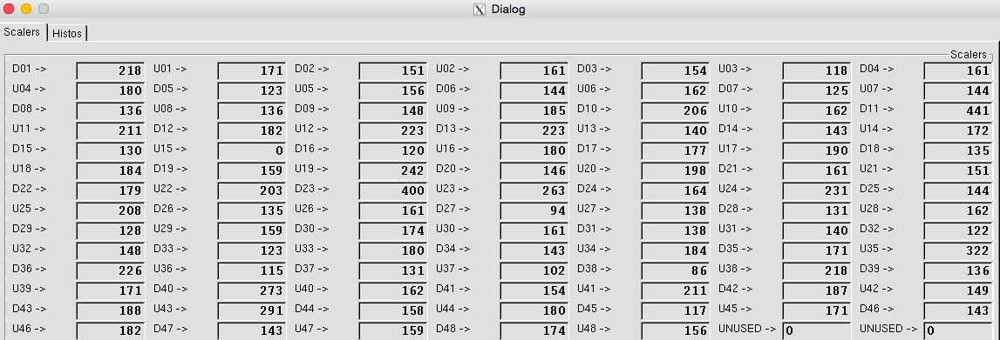 X Dialog
Scalers Histos
Scalers
D01 -> 218 U01 -> 171 D02 -> 151 U02 -> 161 D03 -> 154 U03 -> 118 D04 -> 161
U04 -> 180 D05 -> 123 U05 -> 156 D06 -> 144 U06 -> 162 D07 -> 125 U07 -> 144
D08 -> 136 U08 -> 136 D09 -> 148 U09 -> 185 D10 -> 206 U10 -> 162 D11 -> 441
U11 -> 211 D12 -> 182 U12 -> 223 D13 -> 223 U13 -> 140 D14 -> 143 U14 -> 172
D15 -> 130 U15 -> 0 D16 -> 120 U16 -> 180 D17 -> 177 U17 -> 190 D18 -> 135
U18 -> 184 D19 -> 159 U19 -> 242 D20 -> 146 U20 -> 198 D21 -> 161 U21 -> 151
D22 -> 179 U22 -> 203 D23 -> 400 U23 -> 263 D24 -> 164 U24 -> 231 D25 -> 144
U25 -> 208 D26 -> 135 U26 -> 161 D27 -> 94 U27 -> 138 D28 -> 131 U28 -> 162
D29 -> 128 U29 -> 159 D30 -> 174 U30 -> 161 D31 -> 138 U31 -> 140 D32 -> 122
U32 -> 148 D33 -> 123 U33 -> 180 D34 -> 143 U34 -> 184 D35 -> 171 U35 -> 322
D36 -> 226 U36 -> 115 D37 -> 131 U37 -> 102 D38 -> 86 U38 -> 218 D39 -> 136
U39 -> 171 D40 -> 273 U40 -> 162 D41 -> 154 U41 -> 211 D42 -> 187 U42 -> 149
D43 -> 188 U43 -> 291 D44 -> 158 U44 -> 180 D45 -> 117 U45 -> 171 D46 -> 143
U46 -> 182 D47 -> 143 U47 -> 159 D48 -> 174 U48 -> 156 UNUSED -> 0 UNUSED -> 0